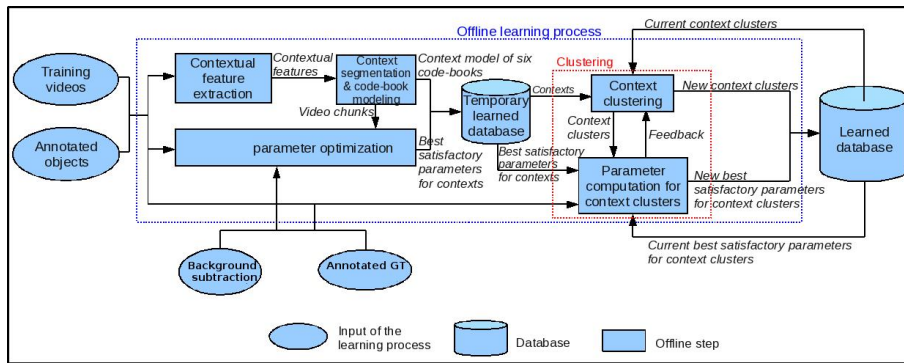 Current context clusters
Offline learning process
Training
videos
Contextual
feature
extraction
Contextual
features
Context
segmentation
& code-book
modeling
Context model of six
code-books
Clustering
Video chunks
Temporary
learned
database
Contexts
Context
clustering
New context clusters
Annotated
objects
parameter optimization
Best
satisfactory
parameters
for contexts
Context
clusters
Feedback
Learned
database
Best satisfactory
parameters
for contexts
Parameter
computation for
context clusters
New best
satisfactory parameters
for context clusters
Background
subtraction
Annotated GT
Current best satisfactory parameters
for context clusters
Input of the
learning process
Database
Offline step